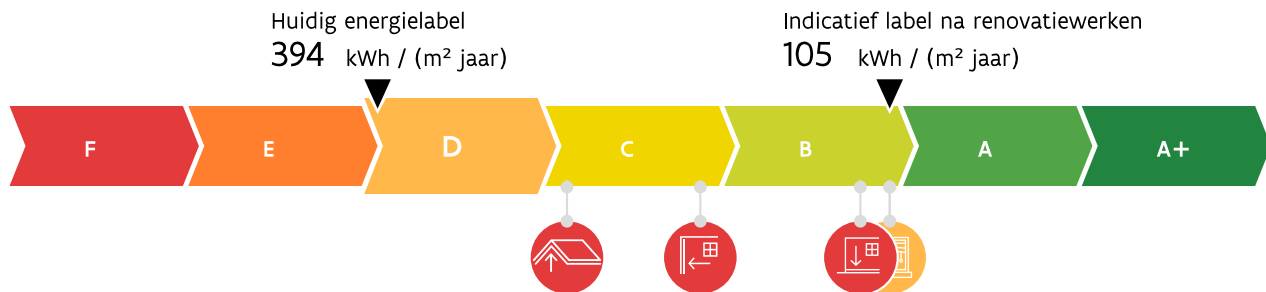 Huidig energielabel
394 kWh / (m² jaar)
Indicatief label na renovatiewerken
105 kWh / (m² jaar)
F E D C B A A+